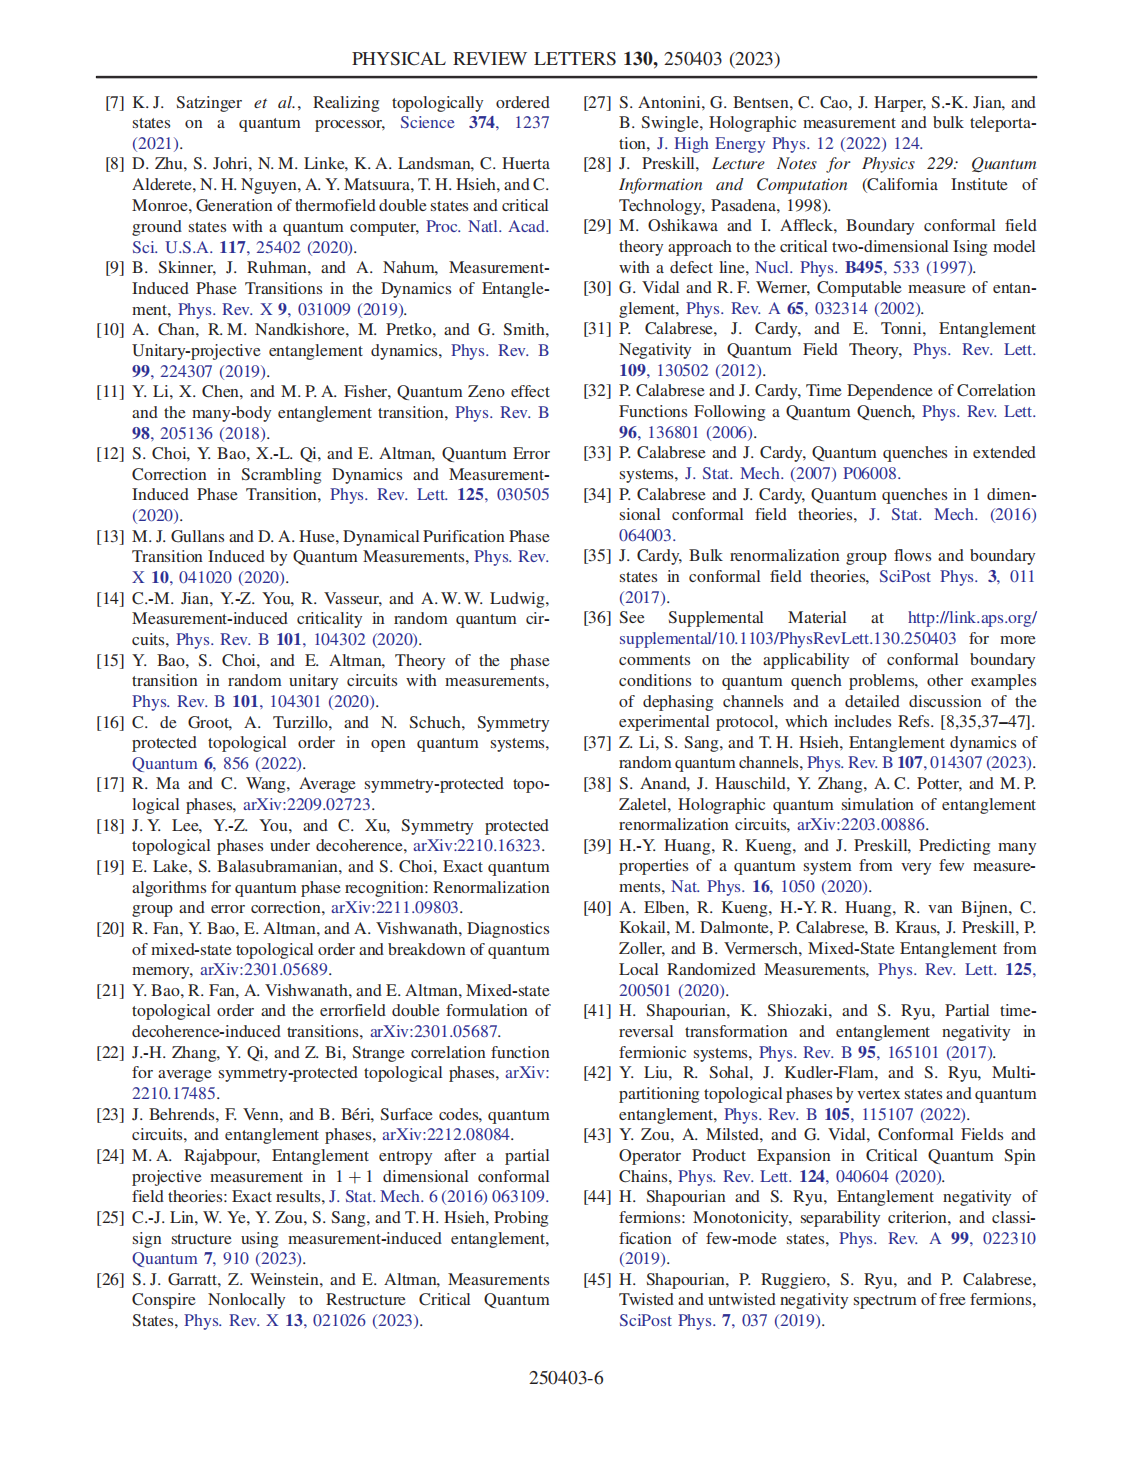 PHYSICAL REVIEW LETTERS 130, 250403 (2023)
[7] K. J. Satzinger et al., Realizing topologically ordered
states on a quantum processor, Science 374, 1237
(2021).
[8] D. Zhu, S. Johri, N. M. Linke, K. A. Landsman, C. Huerta
Alderete, N. H. Nguyen, A. Y. Matsuura, T. H. Hsieh, and C.
Monroe, Generation of thermofield double states and critical
ground states with a quantum computer, Proc. Natl. Acad.
Sci. U.S.A. 117, 25402 (2020).
[9] B. Skinner, J. Ruhman, and A. Nahum, Measurement-
Induced Phase Transitions in the Dynamics of Entangle-
ment, Phys. Rev. X 9, 031009 (2019).
[10] A. Chan, R. M. Nandkishore, M. Pretko, and G. Smith,
Unitary-projective entanglement dynamics, Phys. Rev. B
99, 224307 (2019).
[11] Y. Li, X. Chen, and M. P. A. Fisher, Quantum Zeno effect
and the many-body entanglement transition, Phys. Rev. B
98, 205136 (2018).
[12] S. Choi, Y. Bao, X.-L. Qi, and E. Altman, Quantum Error
Correction in Scrambling Dynamics and Measurement-
Induced Phase Transition, Phys. Rev. Lett. 125, 030505
(2020).
[13] M. J. Gullans and D. A. Huse, Dynamical Purification Phase
Transition Induced by Quantum Measurements, Phys. Rev.
X 10, 041020 (2020).
[14] C.-M. Jian, Y.-Z. You, R. Vasseur, and A. W. W. Ludwig,
Measurement-induced criticality in random quantum cir-
cuits, Phys. Rev. B 101, 104302 (2020).
[15] Y. Bao, S. Choi, and E. Altman, Theory of the phase
transition in random unitary circuits with measurements,
Phys. Rev. B 101, 104301 (2020).
[16] C. de Groot, A. Turzillo, and N. Schuch, Symmetry
protected topological order in open quantum systems,
Quantum 6, 856 (2022).
[17] R. Ma and C. Wang, Average symmetry-protected topo-
logical phases, arXiv:2209.02723.
[18] J. Y. Lee, Y.-Z. You, and C. Xu, Symmetry protected
topological phases under decoherence, arXiv:2210.16323.
[19] E. Lake, S. Balasubramanian, and S. Choi, Exact quantum
algorithms for quantum phase recognition: Renormalization
group and error correction, arXiv:2211.09803.
[20] R. Fan, Y. Bao, E. Altman, and A. Vishwanath, Diagnostics
of mixed-state topological order and breakdown of quantum
memory, arXiv:2301.05689.
[21] Y. Bao, R. Fan, A. Vishwanath, and E. Altman, Mixed-state
topological order and the errorfield double formulation of
decoherence-induced transitions, arXiv:2301.05687.
[22] J.-H. Zhang, Y. Qi, and Z. Bi, Strange correlation function
for average symmetry-protected topological phases, arXiv:
2210.17485.
[23] J. Behrends, F. Venn, and B. Béri, Surface codes, quantum
circuits, and entanglement phases, arXiv:2212.08084.
[24] M. A. Rajabpour, Entanglement entropy after a partial
projective measurement in 1 + 1 dimensional conformal
field theories: Exact results, J. Stat. Mech. 6 (2016) 063109.
[25] C.-J. Lin, W. Ye, Y. Zou, S. Sang, and T. H. Hsieh, Probing
sign structure using measurement-induced entanglement,
Quantum 7, 910 (2023).
[26] S. J. Garratt, Z. Weinstein, and E. Altman, Measurements
Conspire Nonlocally to Restructure Critical Quantum
States, Phys. Rev. X 13, 021026 (2023).
[27] S. Antonini, G. Bentsen, C. Cao, J. Harper, S.-K. Jian, and
B. Swingle, Holographic measurement and bulk teleporta-
tion, J. High Energy Phys. 12 (2022) 124.
[28] J. Preskill, Lecture Notes for Physics 229: Quantum
Information and Computation (California Institute of
Technology, Pasadena, 1998).
[29] M. Oshikawa and I. Affleck, Boundary conformal field
theory approach to the critical two-dimensional Ising model
with a defect line, Nucl. Phys. B495, 533 (1997).
[30] G. Vidal and R. F. Werner, Computable measure of entan-
glement, Phys. Rev. A 65, 032314 (2002).
[31] P. Calabrese, J. Cardy, and E. Tonni, Entanglement
Negativity in Quantum Field Theory, Phys. Rev. Lett.
109, 130502 (2012).
[32] P. Calabrese and J. Cardy, Time Dependence of Correlation
Functions Following a Quantum Quench, Phys. Rev. Lett.
96, 136801 (2006).
[33] P. Calabrese and J. Cardy, Quantum quenches in extended
systems, J. Stat. Mech. (2007) P06008.
[34] P. Calabrese and J. Cardy, Quantum quenches in 1 dimen-
sional conformal field theories, J. Stat. Mech. (2016)
064003.
[35] J. Cardy, Bulk renormalization group flows and boundary
states in conformal field theories, SciPost Phys. 3, 011
(2017).
[36] See Supplemental Material at http://link.aps.org/
supplemental/10.1103/PhysRevLett.130.250403 for more
comments on the applicability of conformal boundary
conditions to quantum quench problems, other examples
of dephasing channels and a detailed discussion of the
experimental protocol, which includes Refs. [8,35,37–47].
[37] Z. Li, S. Sang, and T. H. Hsieh, Entanglement dynamics of
random quantum channels, Phys. Rev. B 107, 014307 (2023).
[38] S. Anand, J. Hauschild, Y. Zhang, A. C. Potter, and M. P.
Zaletel, Holographic quantum simulation of entanglement
renormalization circuits, arXiv:2203.00886.
[39] H.-Y. Huang, R. Kueng, and J. Preskill, Predicting many
properties of a quantum system from very few measure-
ments, Nat. Phys. 16, 1050 (2020).
[40] A. Elben, R. Kueng, H.-Y. R. Huang, R. van Bijnen, C.
Kokail, M. Dalmonte, P. Calabrese, B. Kraus, J. Preskill, P.
Zoller, and B. Vermersch, Mixed-State Entanglement from
Local Randomized Measurements, Phys. Rev. Lett. 125,
200501 (2020).
[41] H. Shapourian, K. Shiozaki, and S. Ryu, Partial time-
reversal transformation and entanglement negativity in
fermionic systems, Phys. Rev. B 95, 165101 (2017).
[42] Y. Liu, R. Sohal, J. Kudler-Flam, and S. Ryu, Multi-
partitioning topological phases by vertex states and quantum
entanglement, Phys. Rev. B 105, 115107 (2022).
[43] Y. Zou, A. Milsted, and G. Vidal, Conformal Fields and
Operator Product Expansion in Critical Quantum Spin
Chains, Phys. Rev. Lett. 124, 040604 (2020).
[44] H. Shapourian and S. Ryu, Entanglement negativity of
fermions: Monotonicity, separability criterion, and classi-
fication of few-mode states, Phys. Rev. A 99, 022310
(2019).
[45] H. Shapourian, P. Ruggiero, S. Ryu, and P. Calabrese,
Twisted and untwisted negativity spectrum of free fermions,
SciPost Phys. 7, 037 (2019).
250403-6